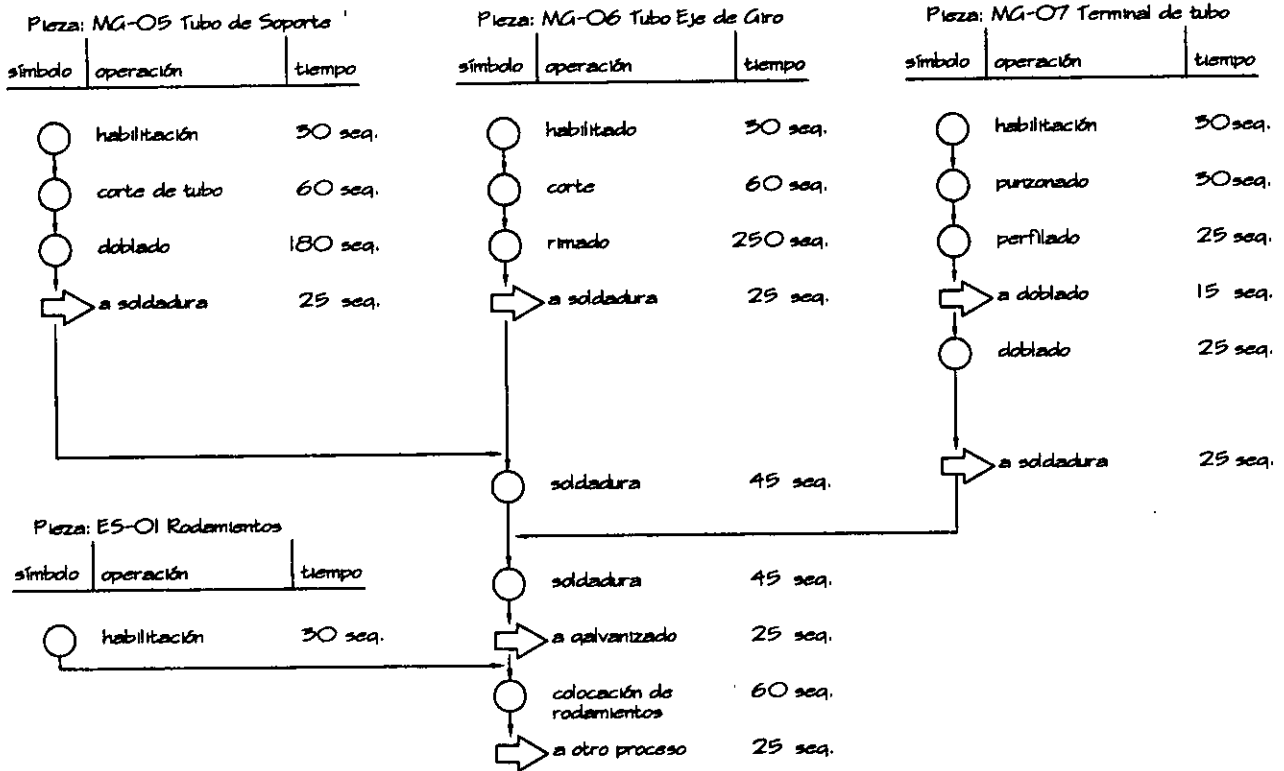 Pieza: MG-05 Tubo de Soporte
símbolo operación tiempo
habilitación 30 seg.
corte de tubo 60 seg.
doblado 180 seg.
a soldadura 25 seg.
Pieza: MG-06 Tubo Eje de Giro
símbolo operación tiempo
habilitado 30 seg.
corte 60 seg.
rimado 250 seg.
a soldadura 25 seg.
soldadura 45 seg.
soldadura 45 seg.
a galvanizado 25 seg.
colocación de 60 seg.
rodamientos
a otro proceso 25 seg.
Pieza: MG-07 Terminal de tubo
símbolo operación tiempo
habilitación 30 seg.
punzonado 30 seg.
perfilado 25 seg.
a doblado 15 seg.
doblado 25 seg.
a soldadura 25 seg.
Pieza: ES-01 Rodamientos
símbolo operación tiempo
habilitación 30 seg.